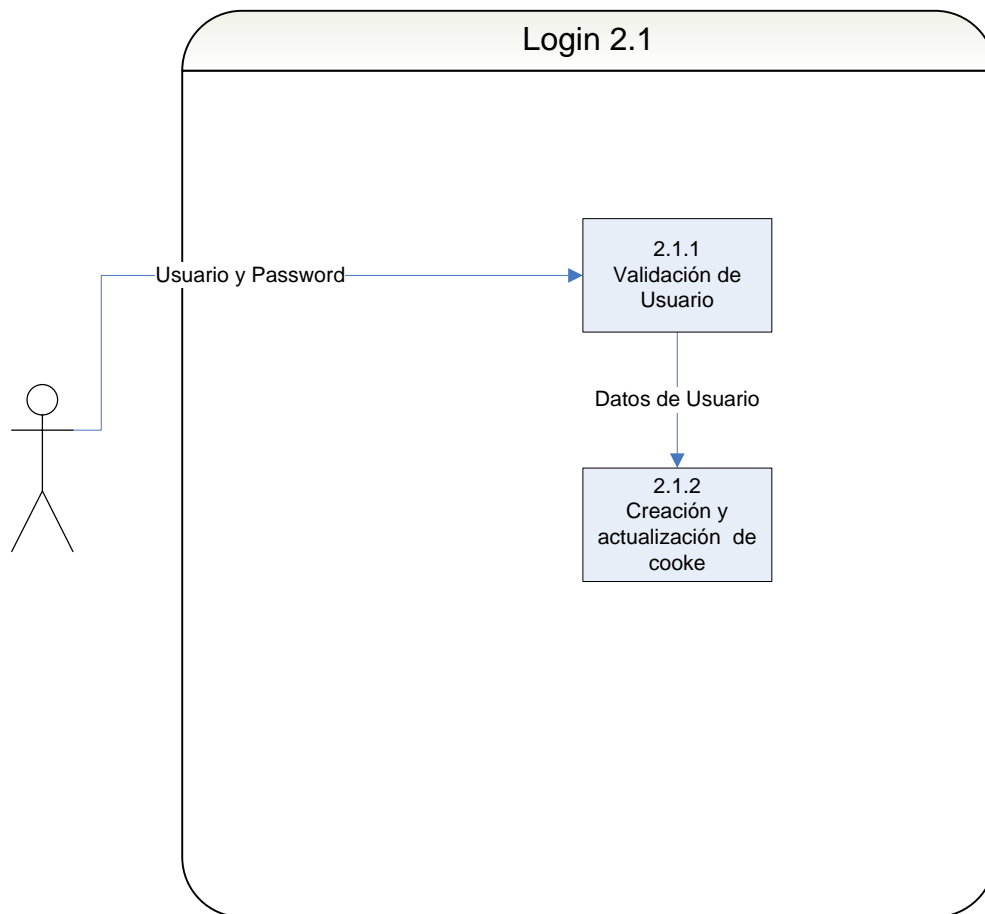 Login 2.1
2.1.1
Validación de
Usuario
Usuario y Password
Datos de Usuario
2.1.2
Creación y
actualización  de
cooke